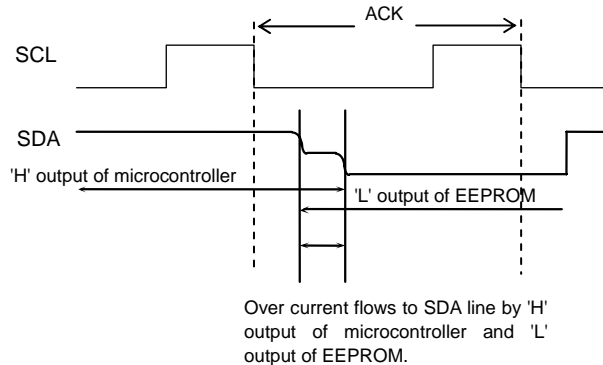 ACK
SCL
SDA
'H' output of microcontroller
'L' output of EEPROM
Over current flows to SDA line by 'H'
output of microcontroller and 'L'
output of EEPROM.